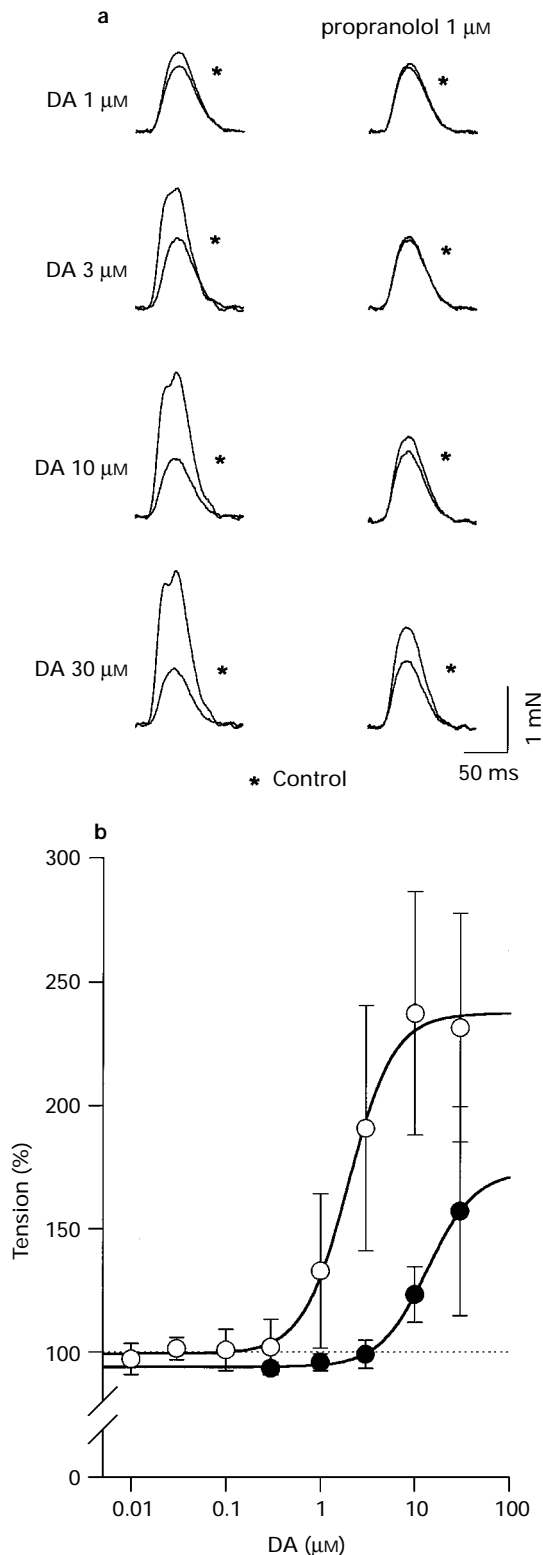 a
propranolol 1 μM
DA 1 μM
*
*
DA 3 μM
*
*
DA 10 μM
*
*
DA 30 μM
*
*
1 mN
50 ms
* Control
b
300
250
200
150
100
0
Tension (%)
0.01 0.1 1 10 100
DA (μM)